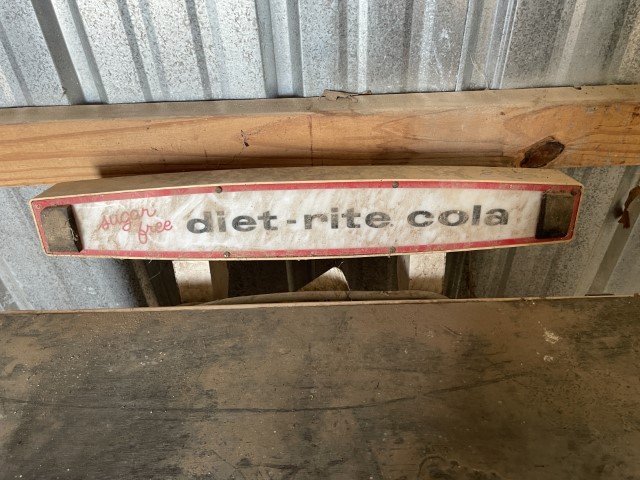 sugar
free
diet-rite cola